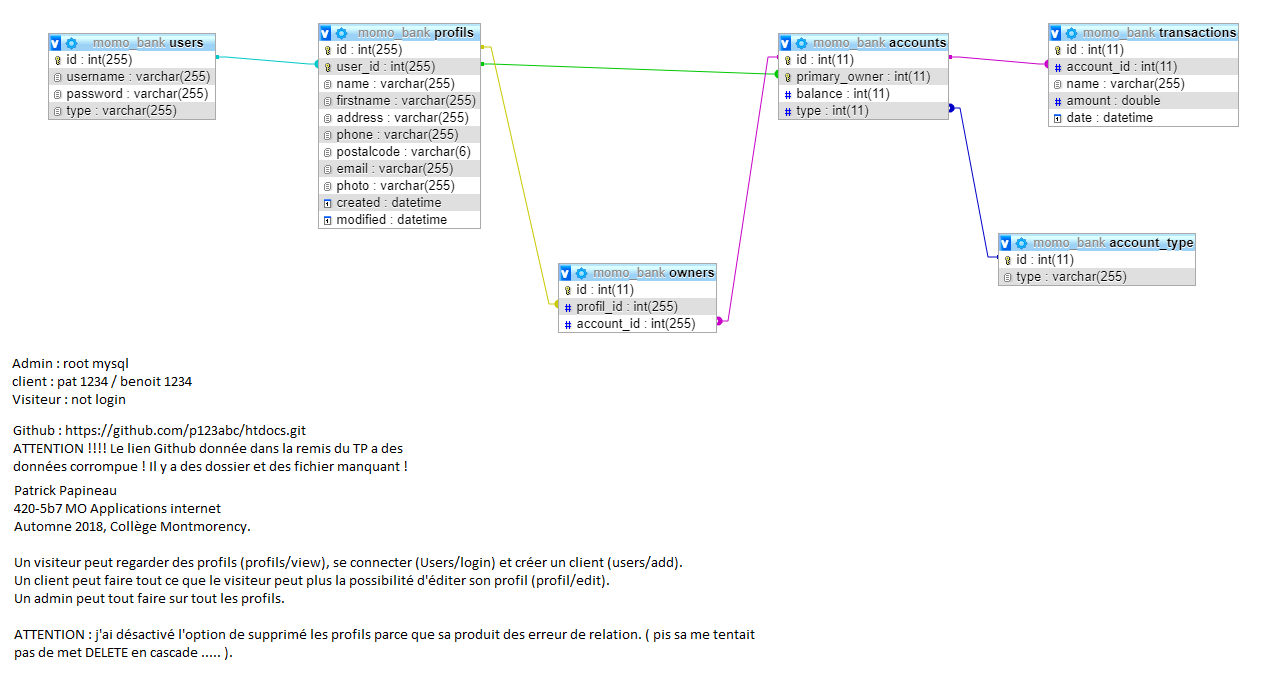 momo_bank users
id : int(255)
username : varchar(255)
password : varchar(255)
type : varchar(255)
momo_bank profils
id : int(255)
user_id : int(255)
name : varchar(255)
firstname : varchar(255)
address : varchar(255)
phone : varchar(255)
postalcode : varchar(6)
email : varchar(255)
photo : varchar(255)
created : datetime
modified : datetime
momo_bank owners
id : int(11)
profil_id : int(255)
account_id : int(255)
momo_bank accounts
id : int(11)
primary_owner : int(11)
balance : int(11)
type : int(11)
momo_bank transactions
id : int(11)
account_id : int(11)
name : varchar(255)
amount : double
date : datetime
momo_bank account_type
id : int(11)
type : varchar(255)
Admin : root mysql
client : pat 1234 / benoit 1234
Visiteur : not login
Github : https://github.com/p123abc/htdocs.git
ATTENTION !!!! Le lien Github donnée dans la remis du TP a des
données corrompue ! Il y a des dossier et des fichier manquant !
Patrick Papineau
420-5b7 MO Applications internet
Automne 2018, Collège Montmorency.
Un visiteur peut regarder des profils (profils/view), se connecter (Users/login) et créer un client (users/add).
Un client peut faire tout ce que le visiteur peut plus la possibilité d'éditer son profil (profil/edit).
Un admin peut tout faire sur tout les profils.
ATTENTION : j'ai désactivé l'option de supprimé les profils parce que sa produit des erreur de relation. ( pis sa me tentait
pas de met DELETE en cascade ..... ).